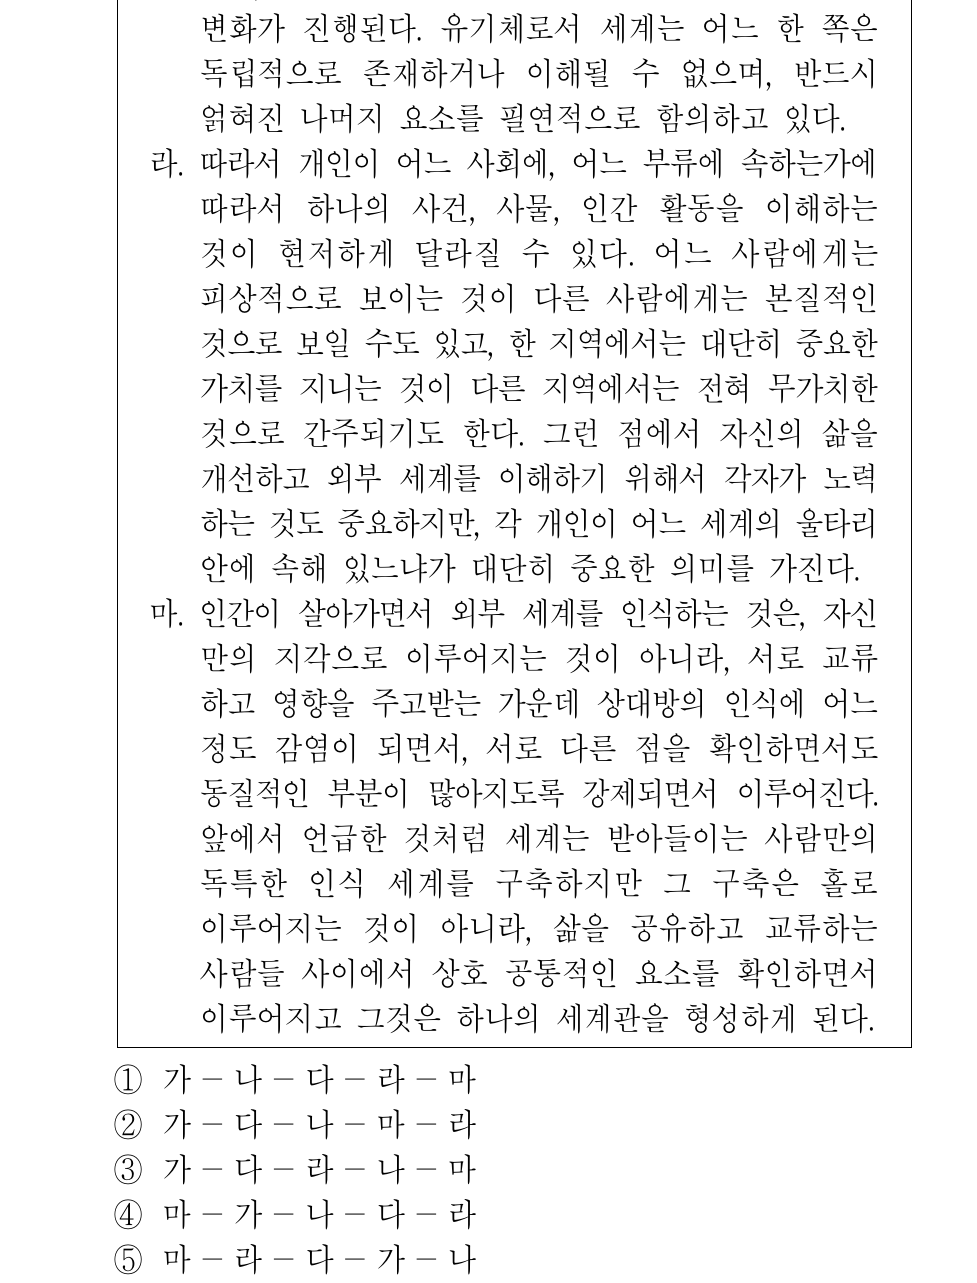 변화가 진행된다. 유기체로서 세계는 어느 한 쪽은
독립적으로 존재하거나 이해될 수 없으며, 반드시
얽혀진 나머지 요소를 필연적으로 함의하고 있다.
라. 따라서 개인이 어느 사회에, 어느 부류에 속하는가에
따라서 하나의 사건, 사물, 인간 활동을 이해하는
것이 현저하게 달라질 수 있다. 어느 사람에게는
피상적으로 보이는 것이 다른 사람에게는 본질적인
것으로 보일 수도 있고, 한 지역에서는 대단히 중요한
가치를 지니는 것이 다른 지역에서는 전혀 무가치한
것으로 간주되기도 한다. 그런 점에서 자신의 삶을
개선하고 외부 세계를 이해하기 위해서 각자가 노력
하는 것도 중요하지만, 각 개인이 어느 세계의 울타리
안에 속해 있느냐가 대단히 중요한 의미를 가진다.
마. 인간이 살아가면서 외부 세계를 인식하는 것은, 자신
만의 지각으로 이루어지는 것이 아니라, 서로 교류
하고 영향을 주고받는 가운데 상대방의 인식에 어느
정도 감염이 되면서, 서로 다른 점을 확인하면서도
동질적인 부분이 많아지도록 강제되면서 이루어진다.
앞에서 언급한 것처럼 세계는 받아들이는 사람만의
독특한 인식 세계를 구축하지만 그 구축은 홀로
이루어지는 것이 아니라, 삶을 공유하고 교류하는
사람들 사이에서 상호 공통적인 요소를 확인하면서
이루어지고 그것은 하나의 세계관을 형성하게 된다.
① 가 – 나 – 다 – 라 – 마
② 가 – 다 – 나 – 마 – 라
③ 가 – 다 – 라 – 나 – 마
④ 마 – 가 – 나 – 다 – 라
⑤ 마 – 라 – 다 – 가 – 나